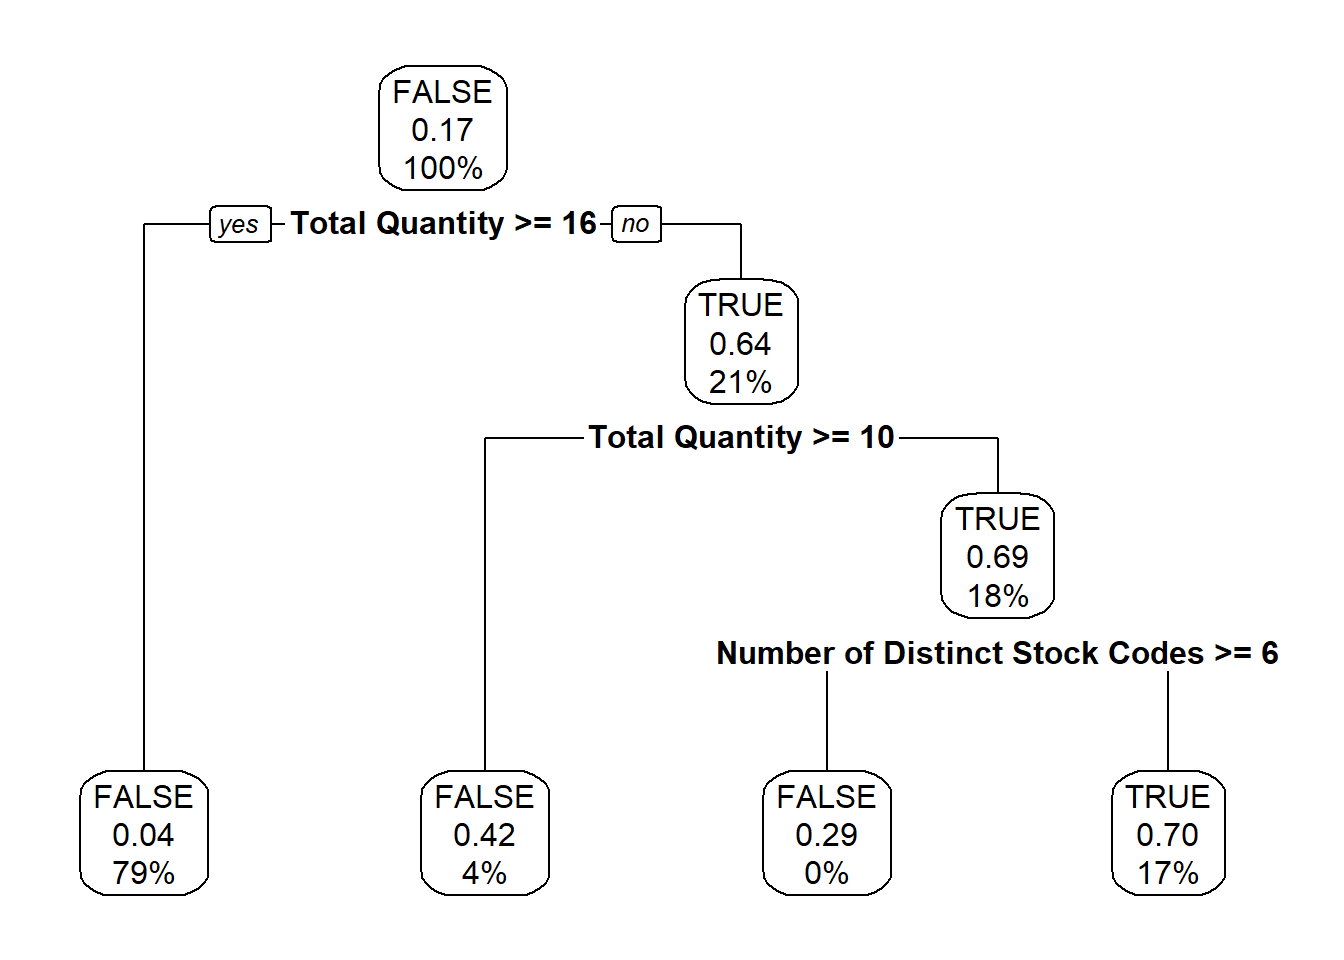 FALSE
0.17
100%
yes Total Quantity >= 16 no
TRUE
0.64
21%
Total Quantity >= 10
TRUE
0.69
18%
Number of Distinct Stock Codes >= 6
FALSE
0.04
79%
FALSE
0.42
4%
FALSE
0.29
0%
TRUE
0.70
17%